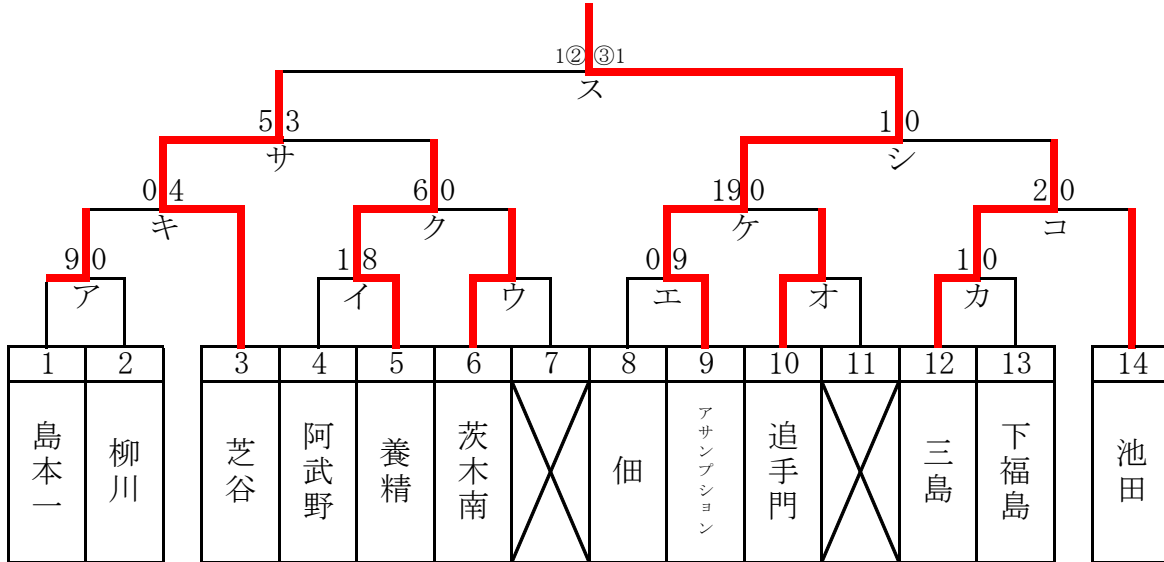 1② ③1
ス
5 3
1 0
サ
シ
0 4
6 0
19 0
2 0
キ
ク
ケ
コ
9 0
1 8
0 9
1 0
ア
イ
ウ
エ
オ
カ
1 2 3 4 5 6 7 8 9 10 11 12 13 14
島本一
柳川
芝谷
阿武野
養精
茨木南
佃
アサンプション
追手門
三島
下福島
池田